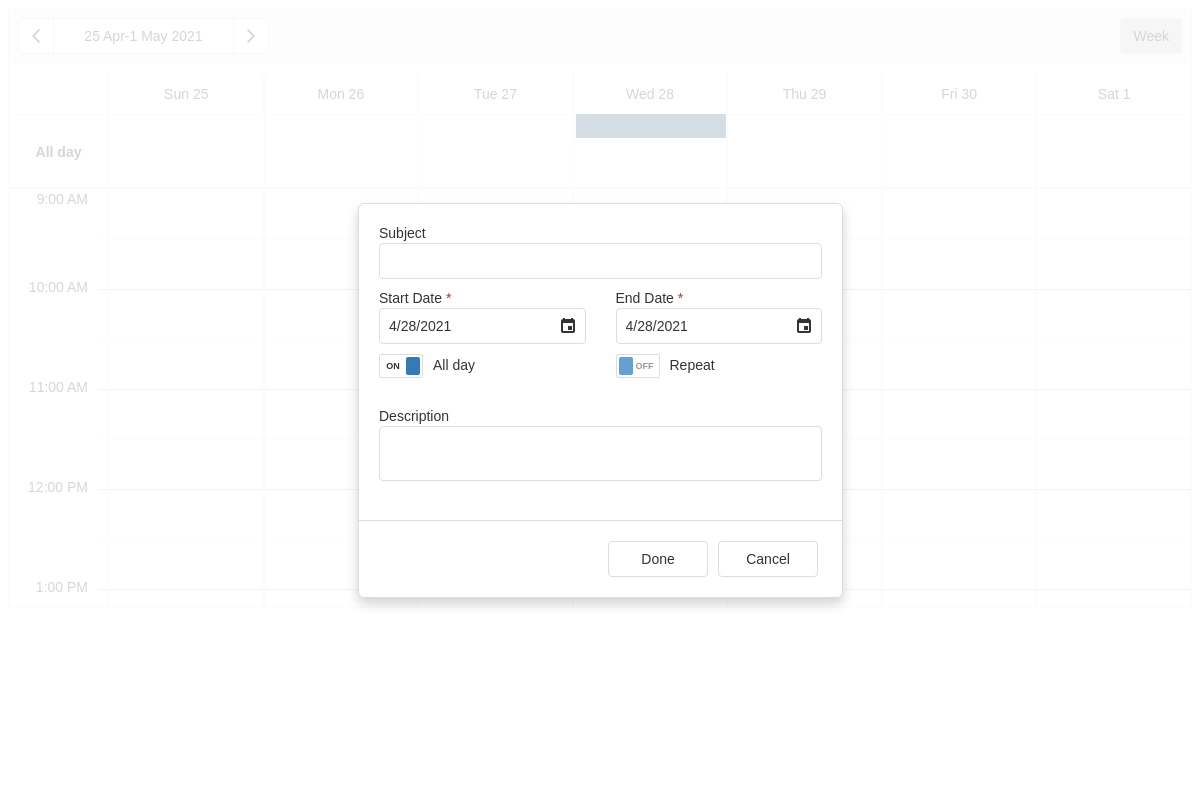 25 Apr-1 May 2021
Week
Sun 25
Mon 26
Tue 27
Wed 28
Thu 29
Fri 30
Sat 1
All day
9:00 AM
10:00 AM
11:00 AM
12:00 PM
1:00 PM
Subject
Start Date *
End Date *
4/28/2021
4/28/2021
ON
All day
OFF
Repeat
Description
Done
Cancel